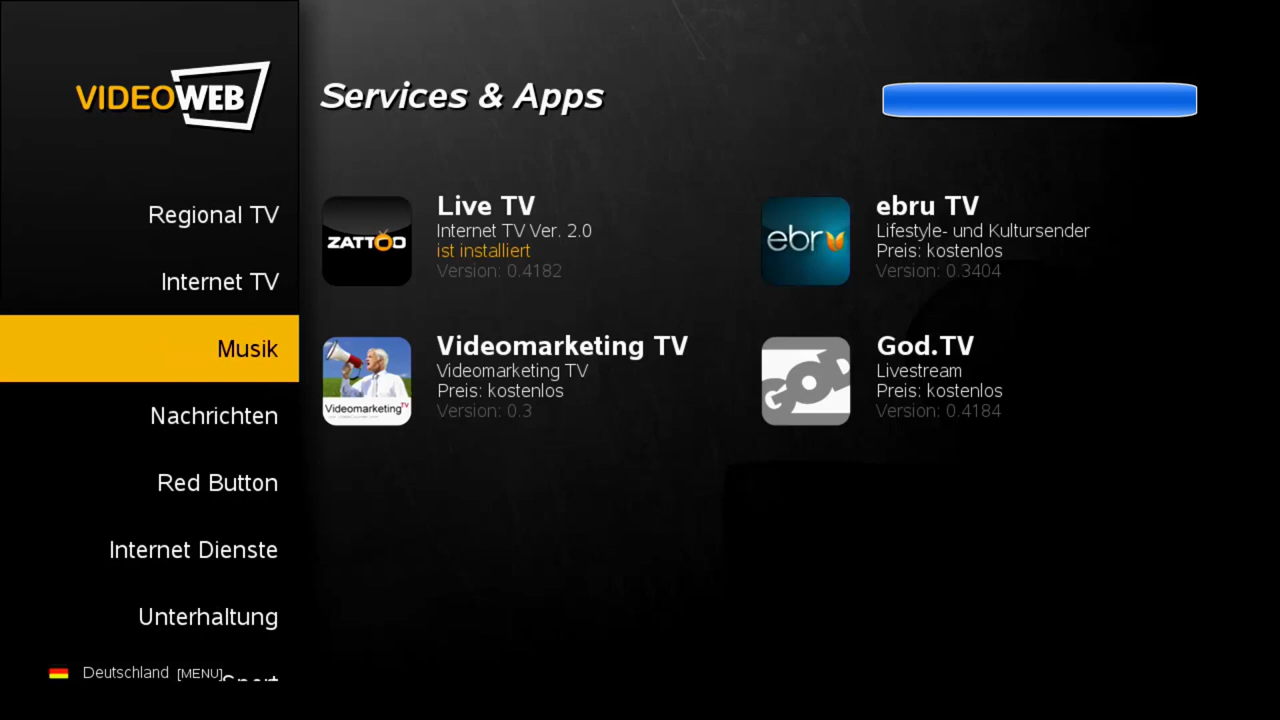 VIDEOWEB
Services & Apps
Regional TV
Internet TV
Musik
Nachrichten
Red Button
Internet Dienste
Unterhaltung
Sport
Deutschland [MENU]
ZATTOO
Live TV
Internet TV Ver. 2.0
ist installiert
Version: 0.4182
ebru
ebru TV
Lifestyle- und Kultursender
Preis: kostenlos
Version: 0.3404
Videomarketing TV
Videomarketing TV
Videomarketing TV
Preis: kostenlos
Version: 0.3
GOD
God.TV
Livestream
Preis: kostenlos
Version: 0.4184